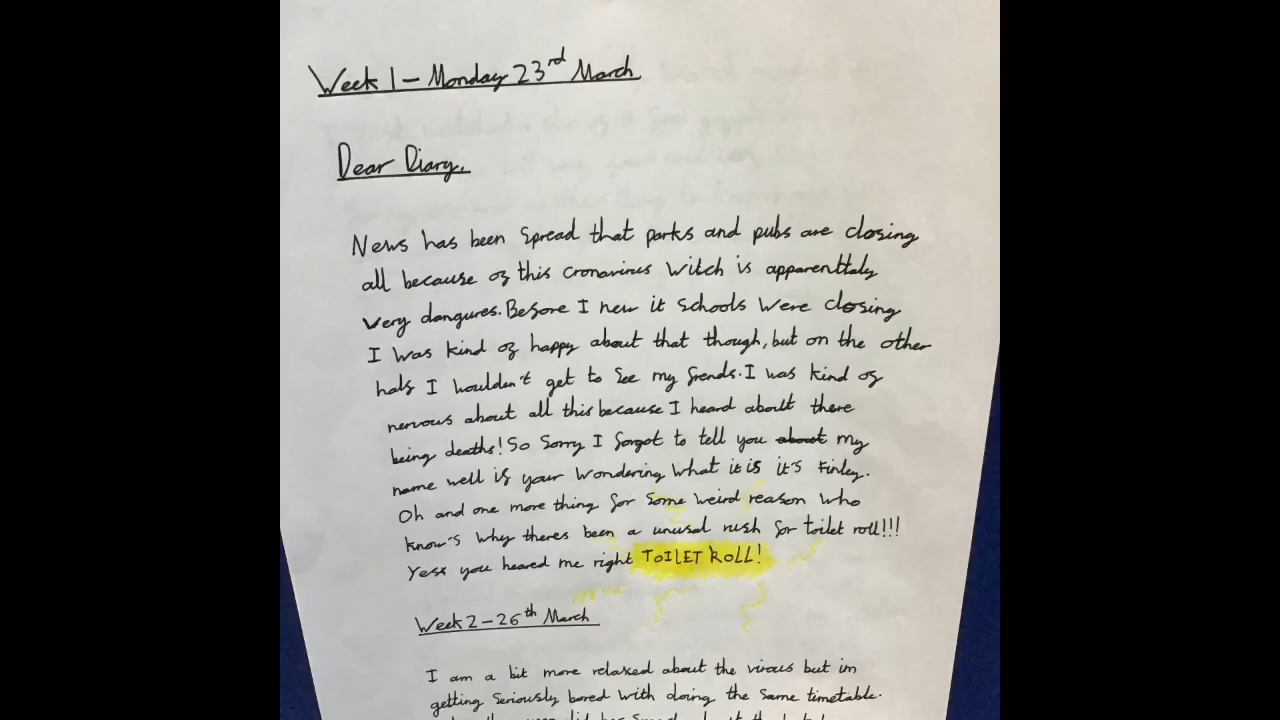 Week 1 - Monday 23rd March
Dear Diary.
News has been spread that parks and pubs are closing
all because of this cronavirus witch is apparenttaly
very dangures. Before I new it schools were closing
I was kind of happy about that though, but on the other
half I wouldn't get to see my frends. I was kind of
nervous about all this because I heard aboult there
being deaths! So sorry I forgot to tell you about my
name well if your wondering what it is it's Finley.
Oh and one more thing for some weird reason who
know's why theres been a unusal rush for toilet roll!!!
Yes you heared me right TOILET ROLL!
Week 2 - 26th March
I am a bit more relaxed about the viraus but im
getting seriously bored with doing the same timetable.